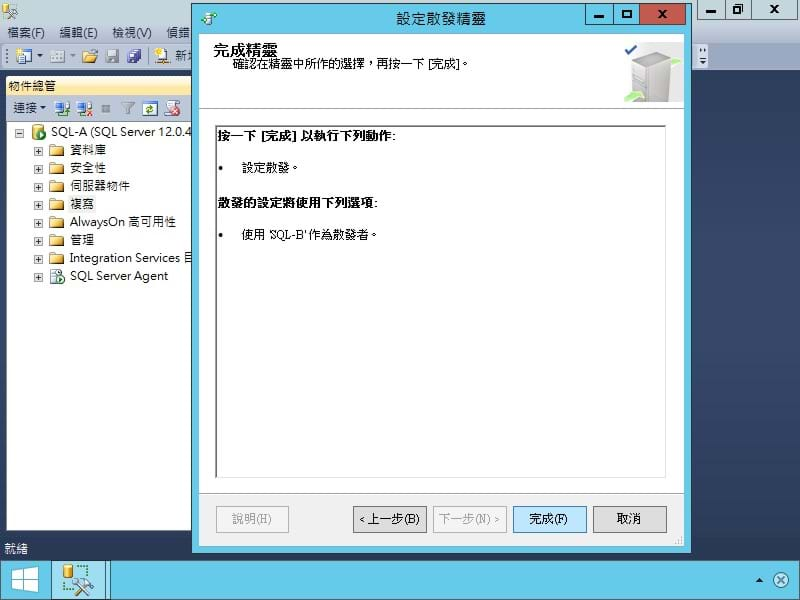 設定散發精靈
檔案(F) 編輯(E) 檢視(V) 偵錯
新
完成精靈
確認在精靈中所作的選擇，再按一下 [完成]。
物件總管
連接
SQL-A (SQL Server 12.0.4
資料庫
安全性
伺服器物件
複寫
AlwaysOn 高可用性
管理
Integration Services 目
SQL Server Agent
按一下 [完成] 以執行下列動作:
• 設定散發。
散發的設定將使用下列選項:
• 使用 'SQL-B' 作為散發者。
說明(H) < 上一步(B) 下一步(N) > 完成(F) 取消
就緒